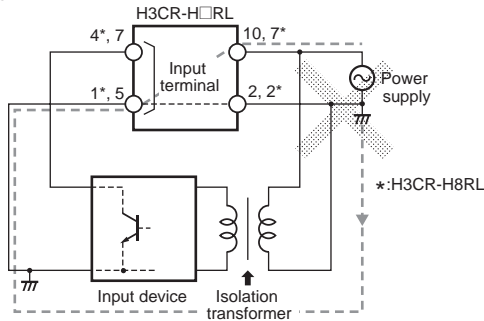 H3CR-H□RL
4*, 7
10, 7*
Input
terminal
1*, 5
2, 2*
Power
supply
*:H3CR-H8RL
Input device
Isolation
transformer